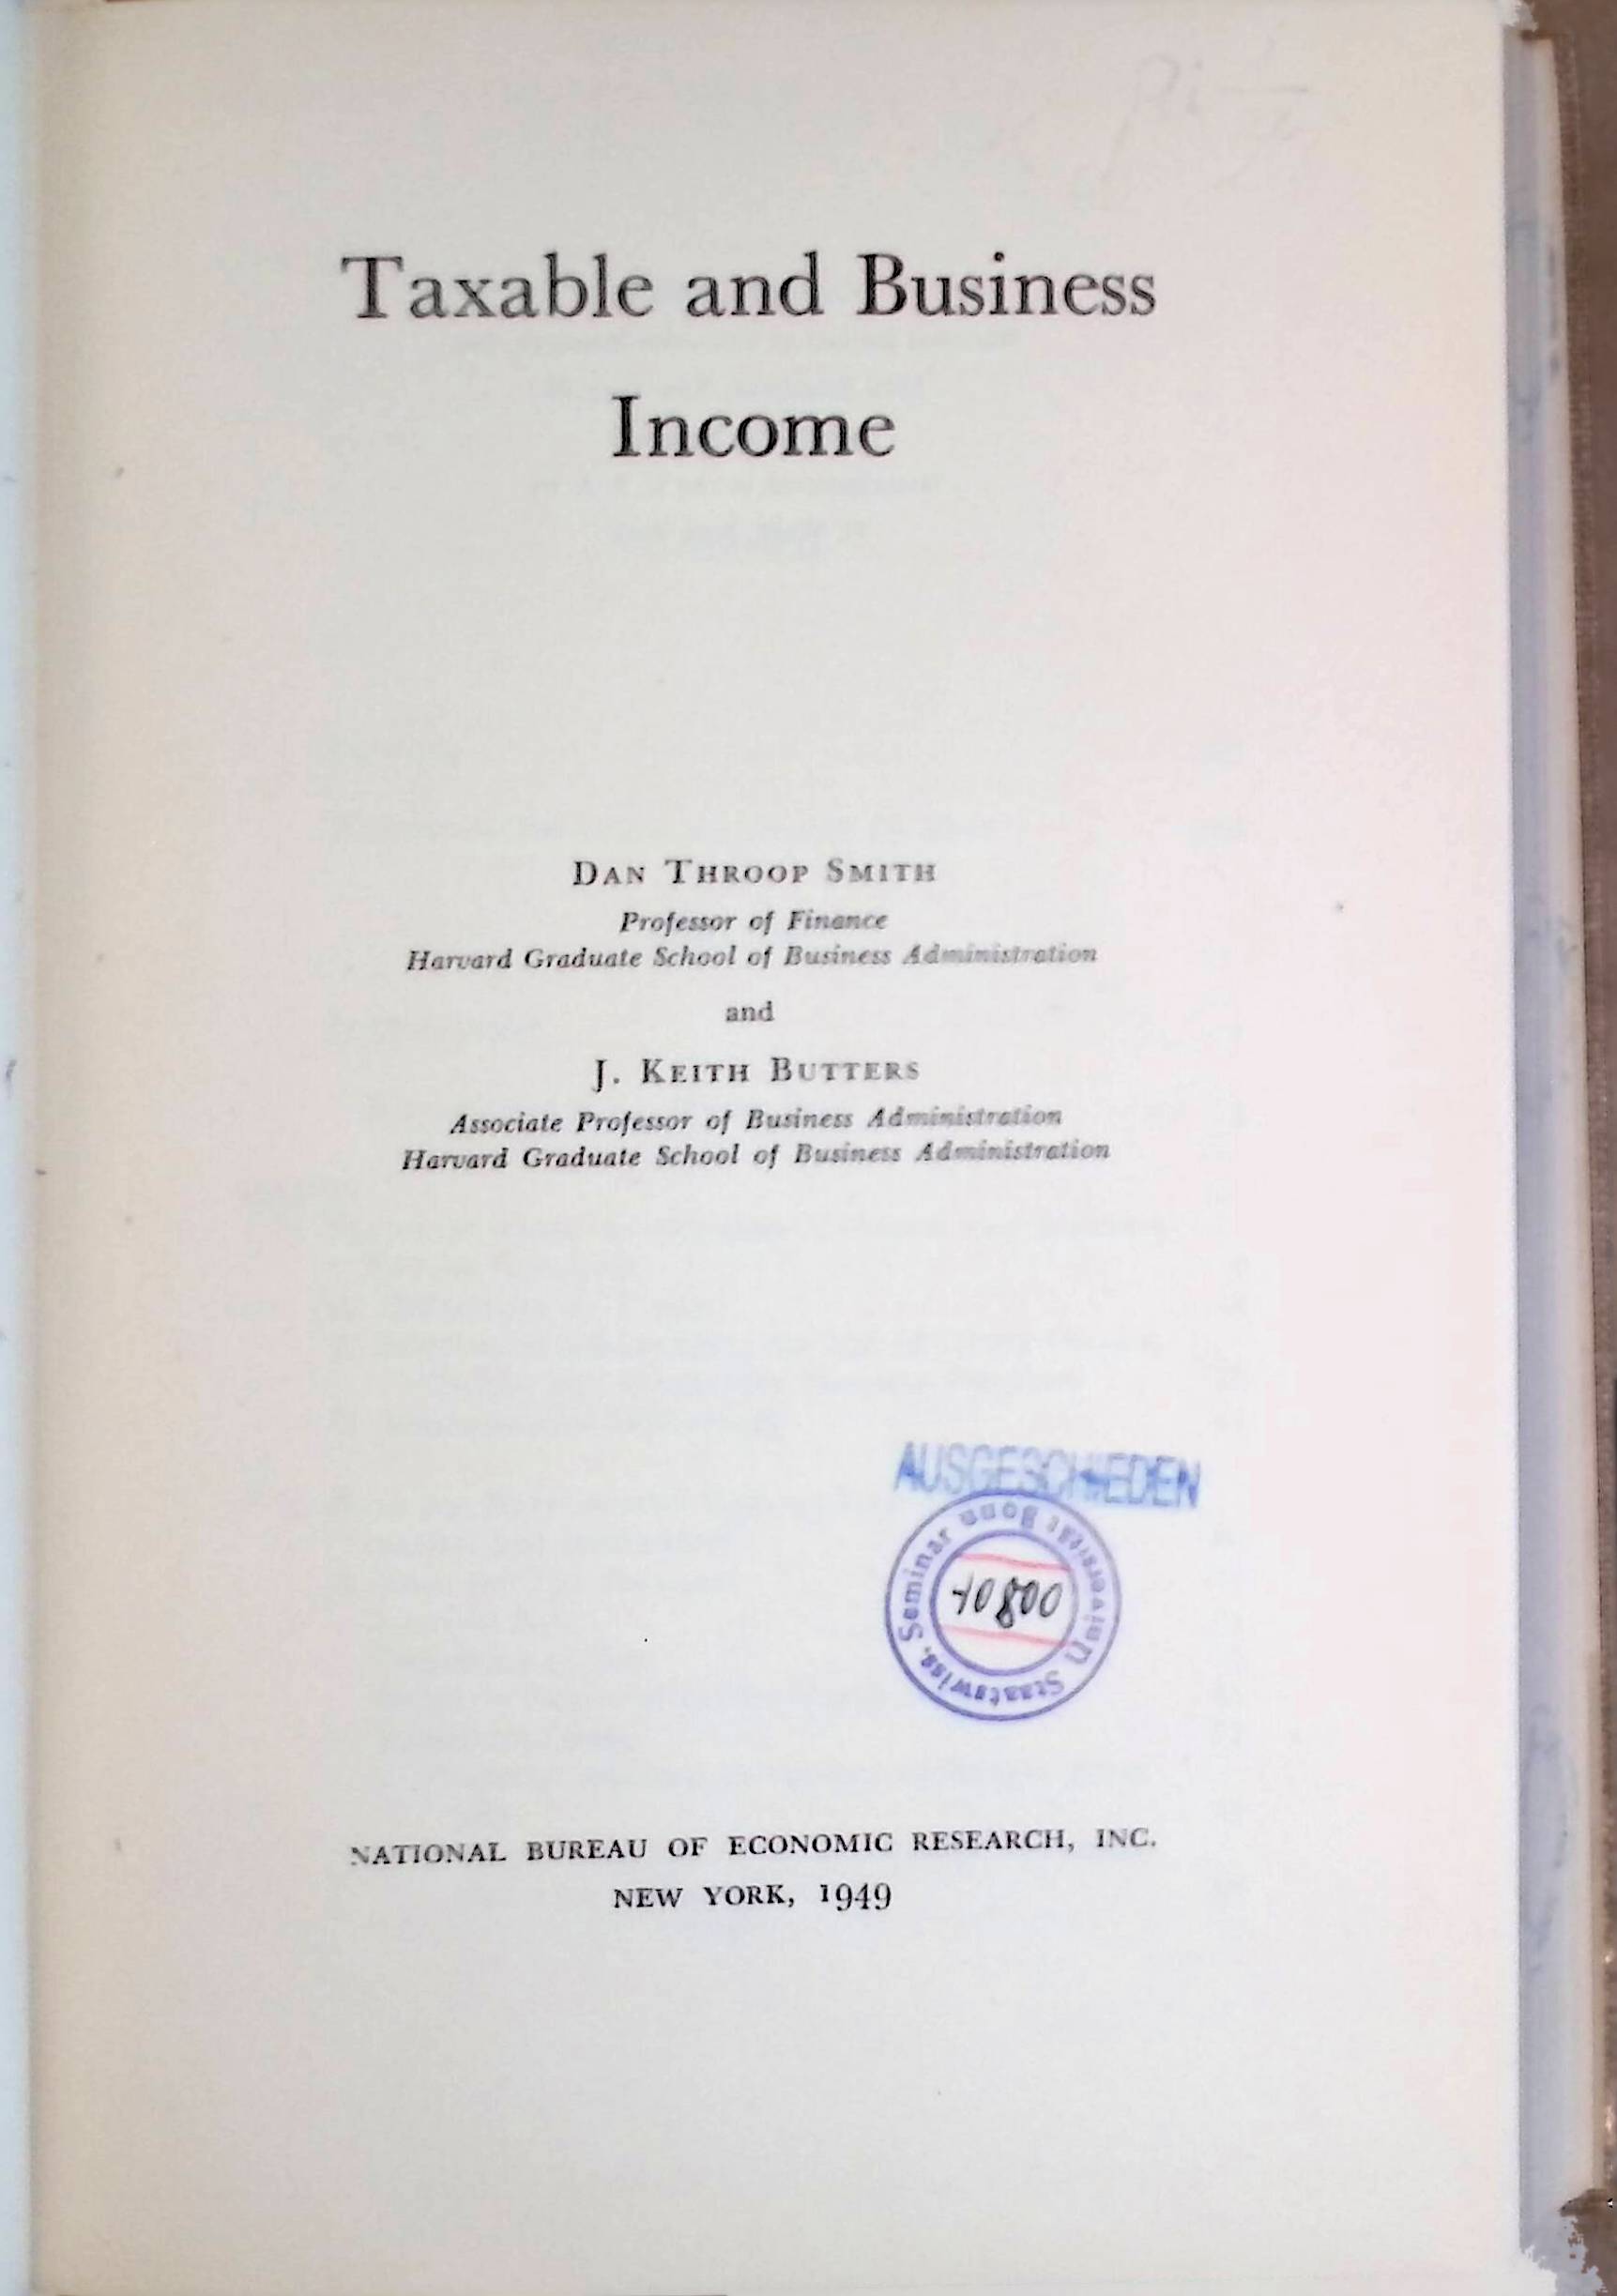 Taxable and Business
Income
DAN THROOP SMITH
Professor of Finance
Harvard Graduate School of Business Administration
and
J. KEITH BUTTERS
Associate Professor of Business Administration
Harvard Graduate School of Business Administration
AUSGESCHIEDEN
Staatswiss. Seminar Bonn Universität
NATIONAL BUREAU OF ECONOMIC RESEARCH, INC.
NEW YORK, 1949